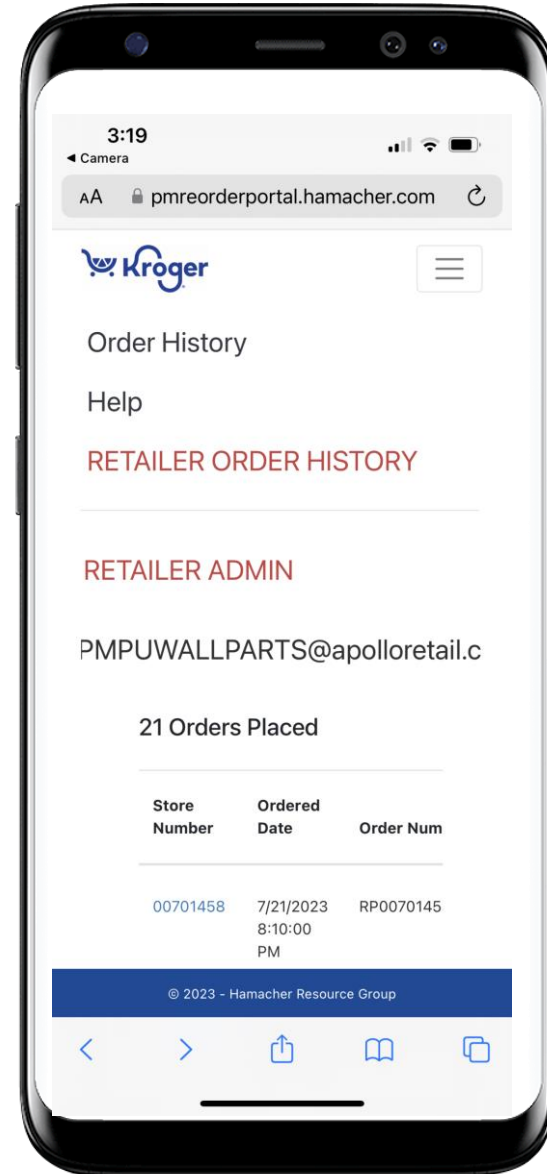 3:19
◀ Camera
AA pmreorderportal.hamacher.com
Kroger
Order History
Help
RETAILER ORDER HISTORY
RETAILER ADMIN
PMPUWALLPARTS@apolloretail.c
21 Orders Placed
Store Number Ordered Date Order Num
00701458 7/21/2023 8:10:00 PM RP0070145
© 2023 - Hamacher Resource Group